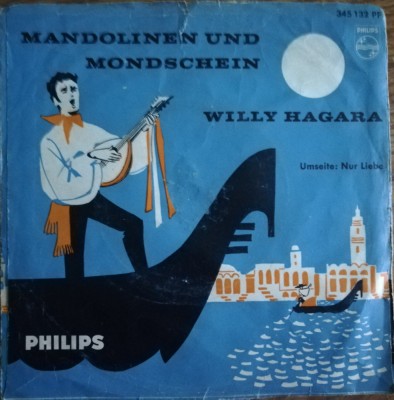 345 133 PF
PHILIPS
MANDOLINEN UND
MONDSCHEIN
WILLY HAGARA
Umseite: Nur Liebe
PHILIPS